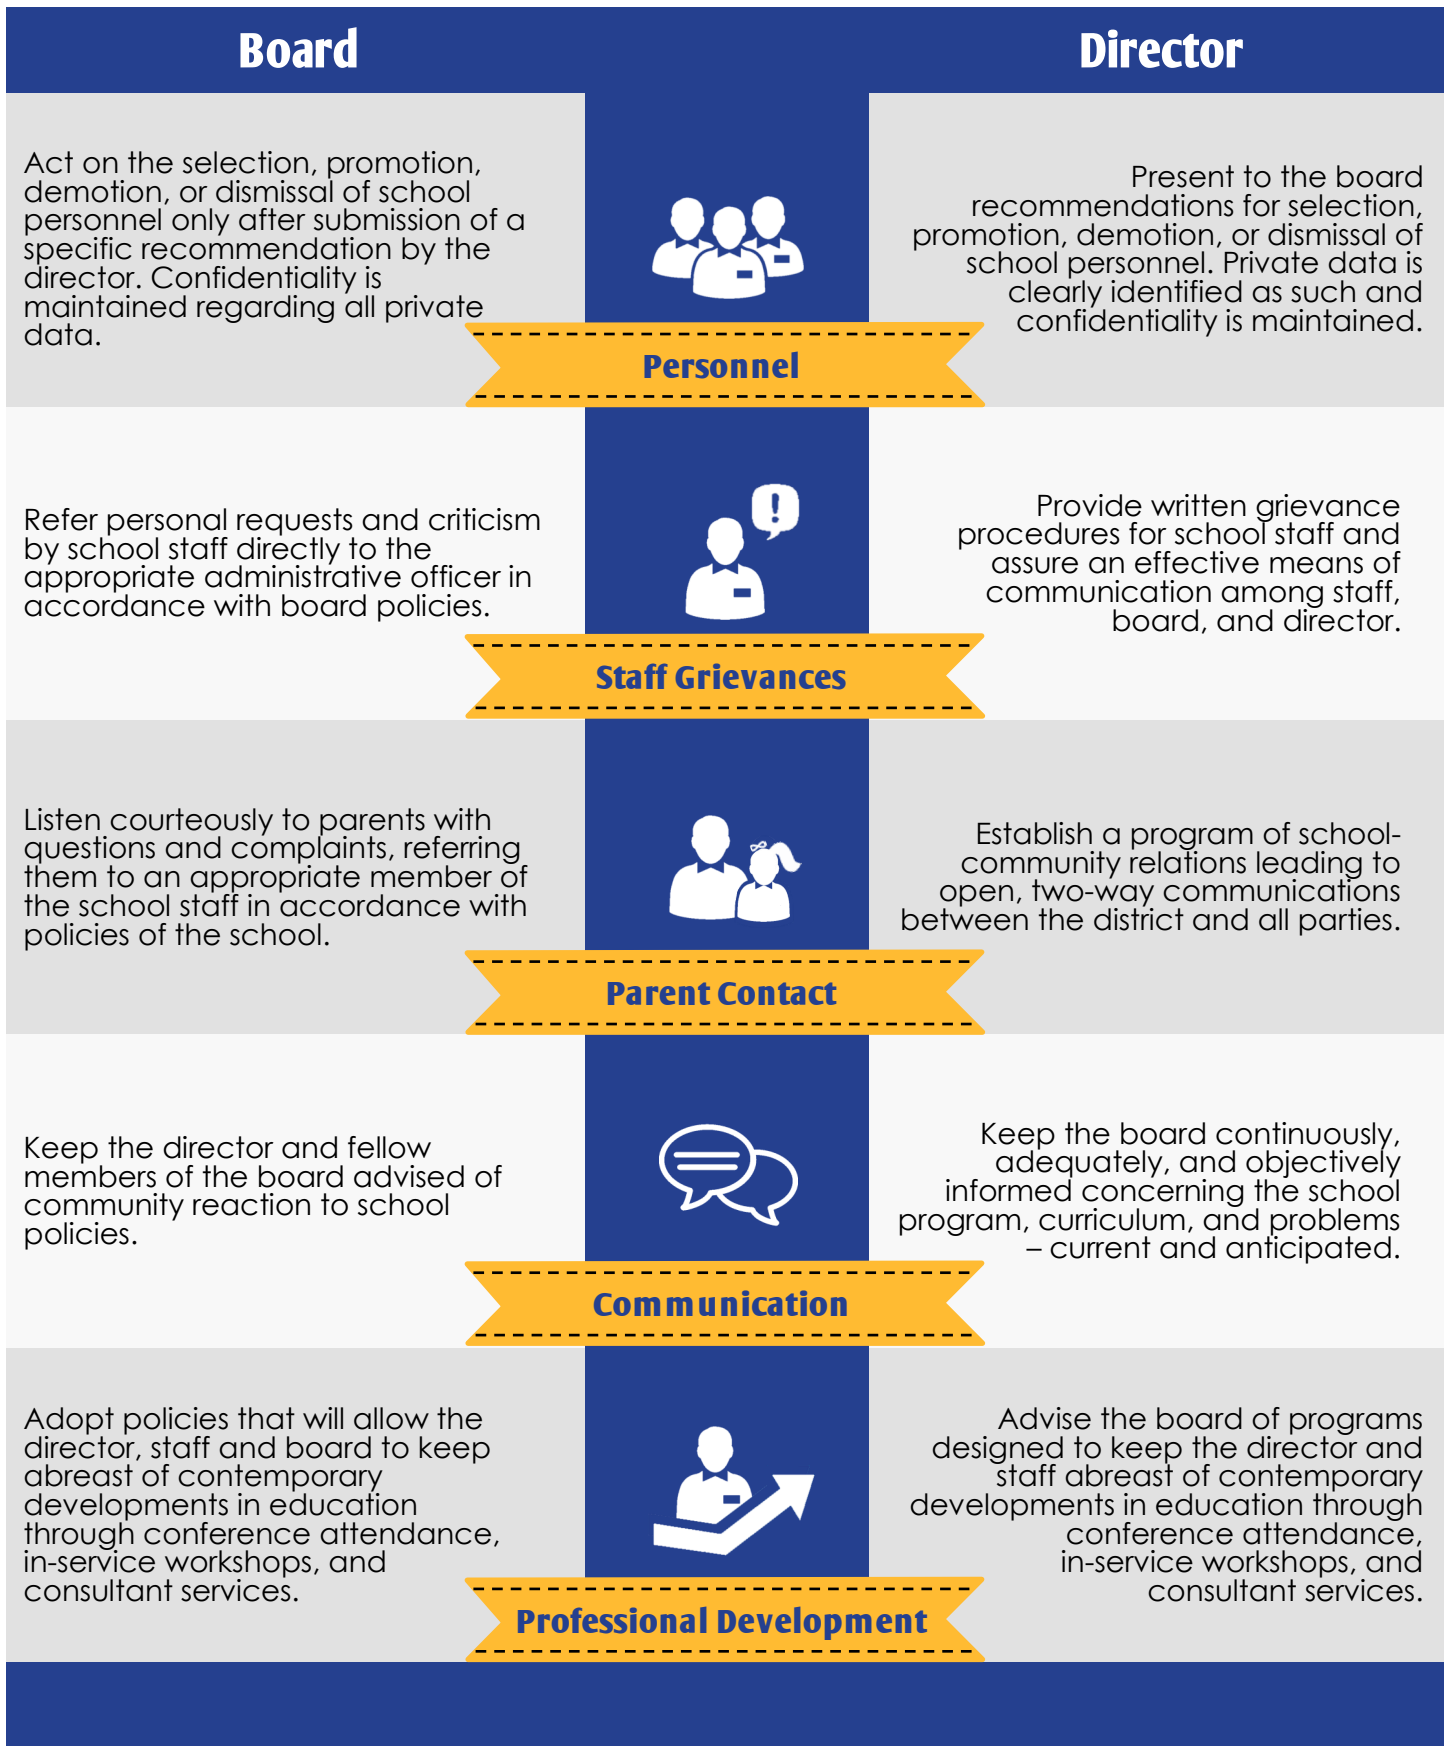 Board
Director
Act on the selection, promotion,
demotion, or dismissal of school
personnel only after submission of a
specific recommendation by the
director. Confidentiality is
maintained regarding all private
data.
Present to the board
recommendations for selection,
promotion, demotion, or dismissal of
school personnel. Private data is
clearly identified as such and
confidentiality is maintained.
Personnel
Refer personal requests and criticism
by school staff directly to the
appropriate administrative officer in
accordance with board policies.
!
Provide written grievance
procedures for school staff and
assure an effective means of
communication among staff,
board, and director.
Staff Grievances
Listen courteously to parents with
questions and complaints, referring
them to an appropriate member of
the school staff in accordance with
policies of the school.
Establish a program of school-
community relations leading to
open, two-way communications
between the district and all parties.
Parent Contact
Keep the director and fellow
members of the board advised of
community reaction to school
policies.
Keep the board continuously,
adequately, and objectively
informed concerning the school
program, curriculum, and problems
– current and anticipated.
Communication
Adopt policies that will allow the
director, staff and board to keep
abreast of contemporary
developments in education
through conference attendance,
in-service workshops, and
consultant services.
Advise the board of programs
designed to keep the director and
staff abreast of contemporary
developments in education through
conference attendance,
in-service workshops, and
consultant services.
Professional Development